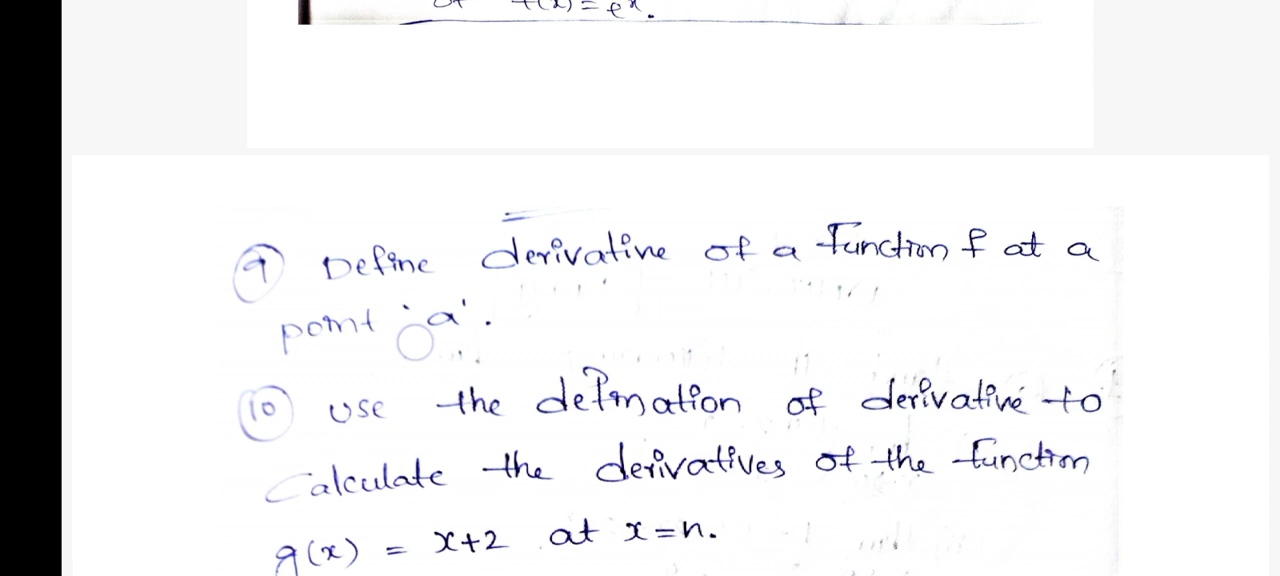 f(x) = e^x.
9 Define derivative of a function f at a
point 'a'.
10 use the defination of derivative to
Calculate the derivatives of the function
g(x) = x+2 at x=n.